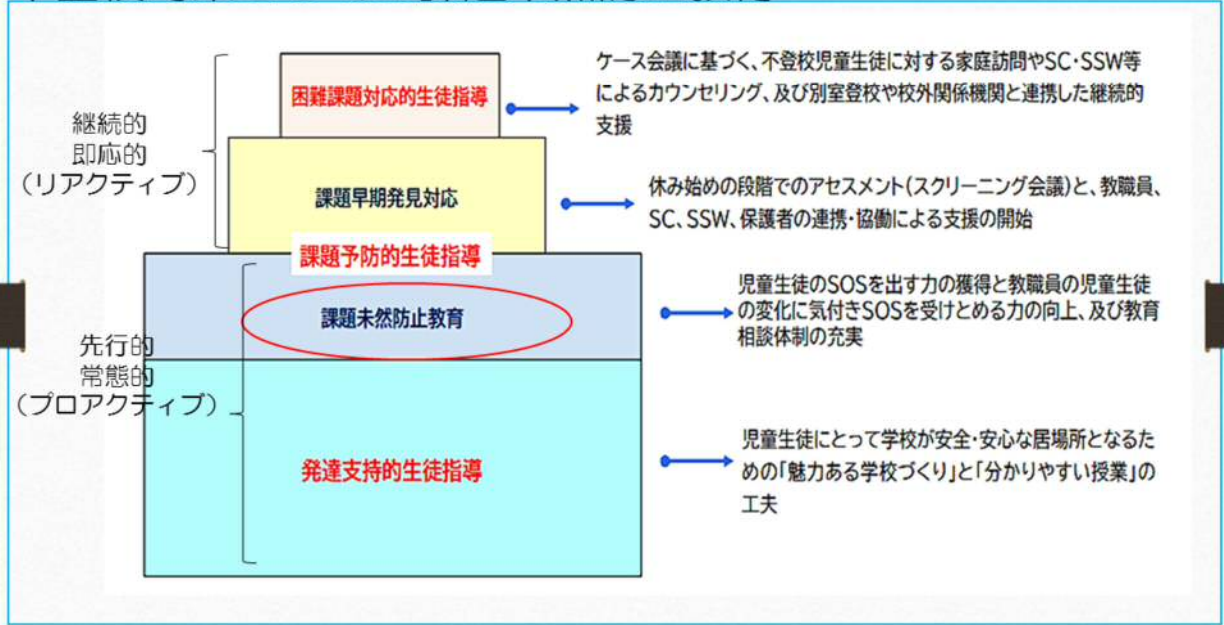 継続的
即応的
（リアクティブ）
先行的
常態的
（プロアクティブ）
困難課題対応的生徒指導
課題早期発見対応
課題予防的生徒指導
課題未然防止教育
発達支持的生徒指導
ケース会議に基づく、不登校児童生徒に対する家庭訪問やSC・SSW等
によるカウンセリング、及び別室登校や校外関係機関と連携した継続的
支援
休み始めの段階でのアセスメント(スクリーニング会議)と、教職員、
SC、SSW、保護者の連携・協働による支援の開始
児童生徒のSOSを出す力の獲得と教職員の児童生徒
の変化に気付きSOSを受けとめる力の向上、及び教育
相談体制の充実
児童生徒にとって学校が安全・安心な居場所となるた
めの「魅力ある学校づくり」と「分かりやすい授業」の
工夫